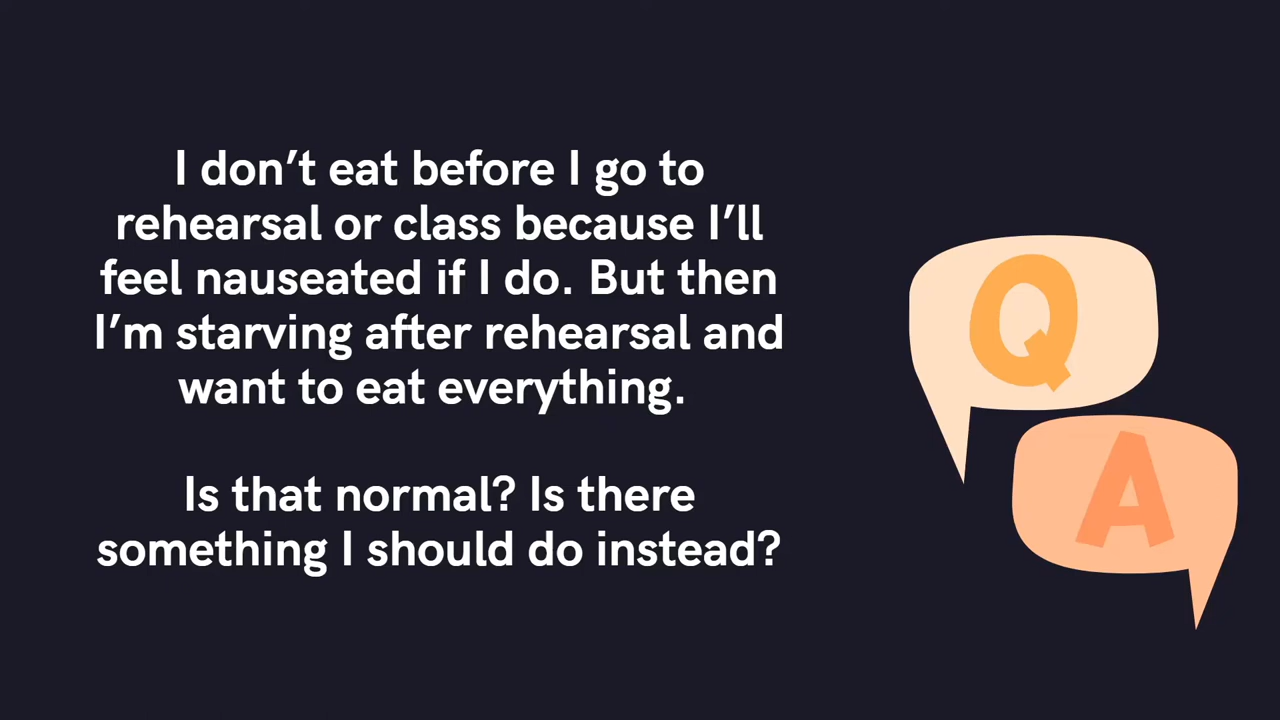 I don’t eat before I go to
rehearsal or class because I’ll
feel nauseated if I do. But then
I’m starving after rehearsal and
want to eat everything.
Is that normal? Is there
something I should do instead?
Q
A